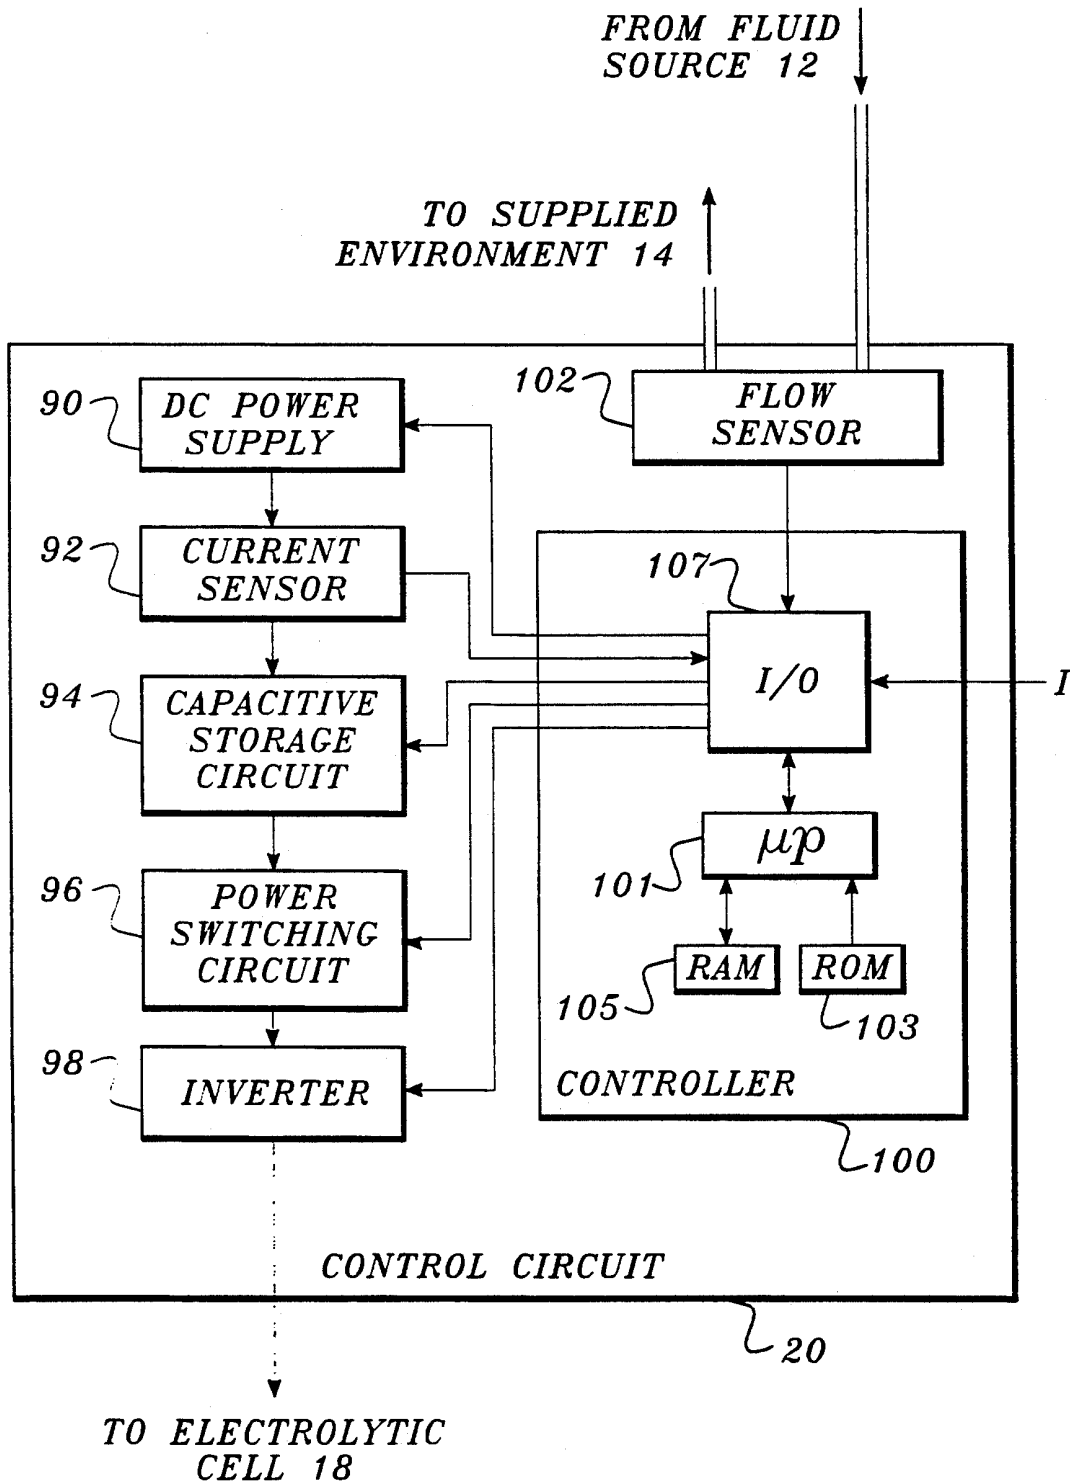 FROM FLUID
SOURCE 12
TO SUPPLIED
ENVIRONMENT 14
90
DC POWER
SUPPLY
102
FLOW
SENSOR
92
CURRENT
SENSOR
107
I/O
I
94
CAPACITIVE
STORAGE
CIRCUIT
μp
101
96
POWER
SWITCHING
CIRCUIT
RAM
ROM
105
103
98
INVERTER
CONTROLLER
100
CONTROL CIRCUIT
20
TO ELECTROLYTIC
CELL 18